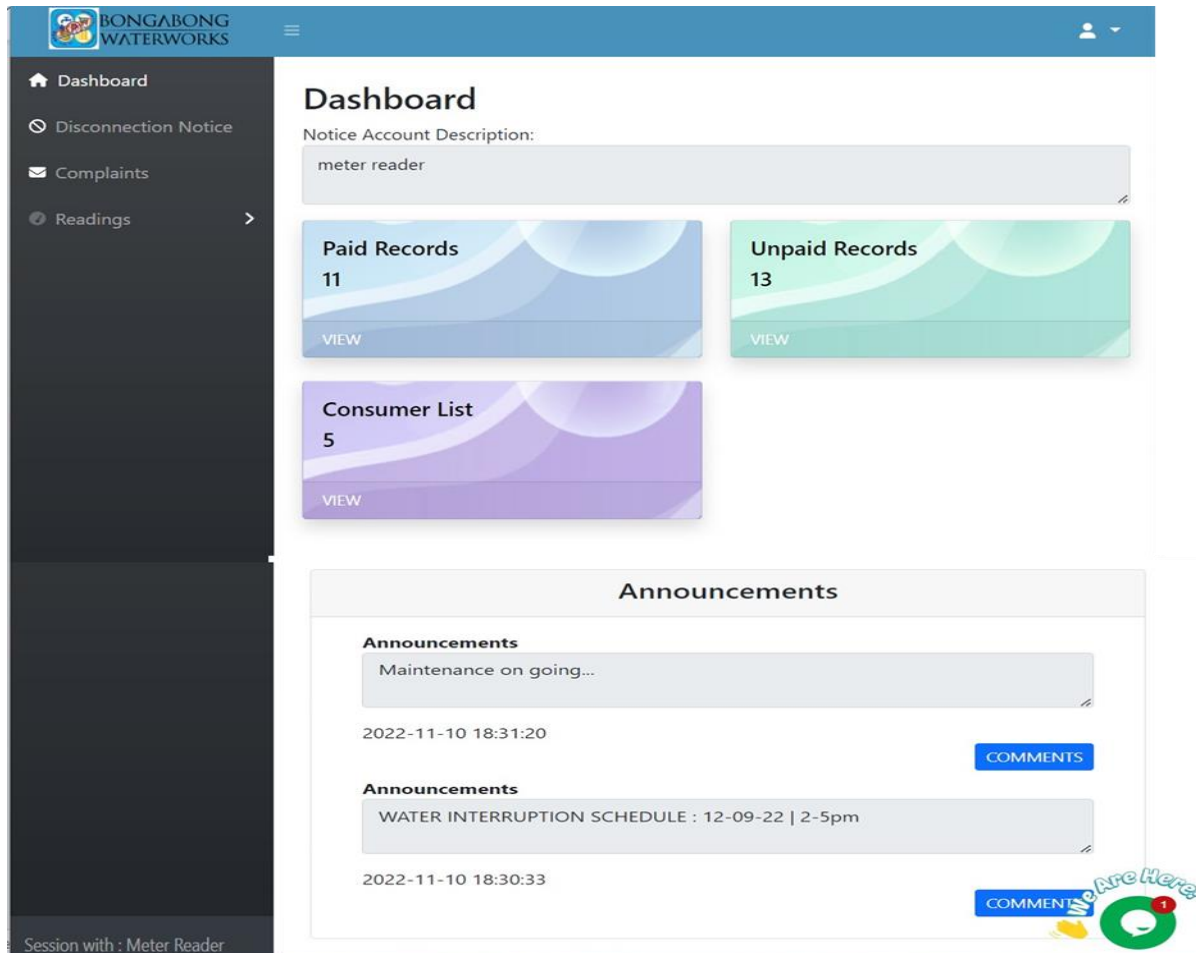 BONGABONG
WATERWORKS
Dashboard
Disconnection Notice
Complaints
Readings
Dashboard
Notice Account Description:
meter reader
Paid Records
11
VIEW
Unpaid Records
13
VIEW
Consumer List
5
VIEW
Announcements
Announcements
Maintenance on going...
2022-11-10 18:31:20
COMMENTS
Announcements
WATER INTERRUPTION SCHEDULE : 12-09-22 | 2-5pm
2022-11-10 18:30:33
COMMENTS
We Are Here,
1
Session with : Meter Reader